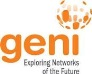 geni
Exploring Networks
of the Future